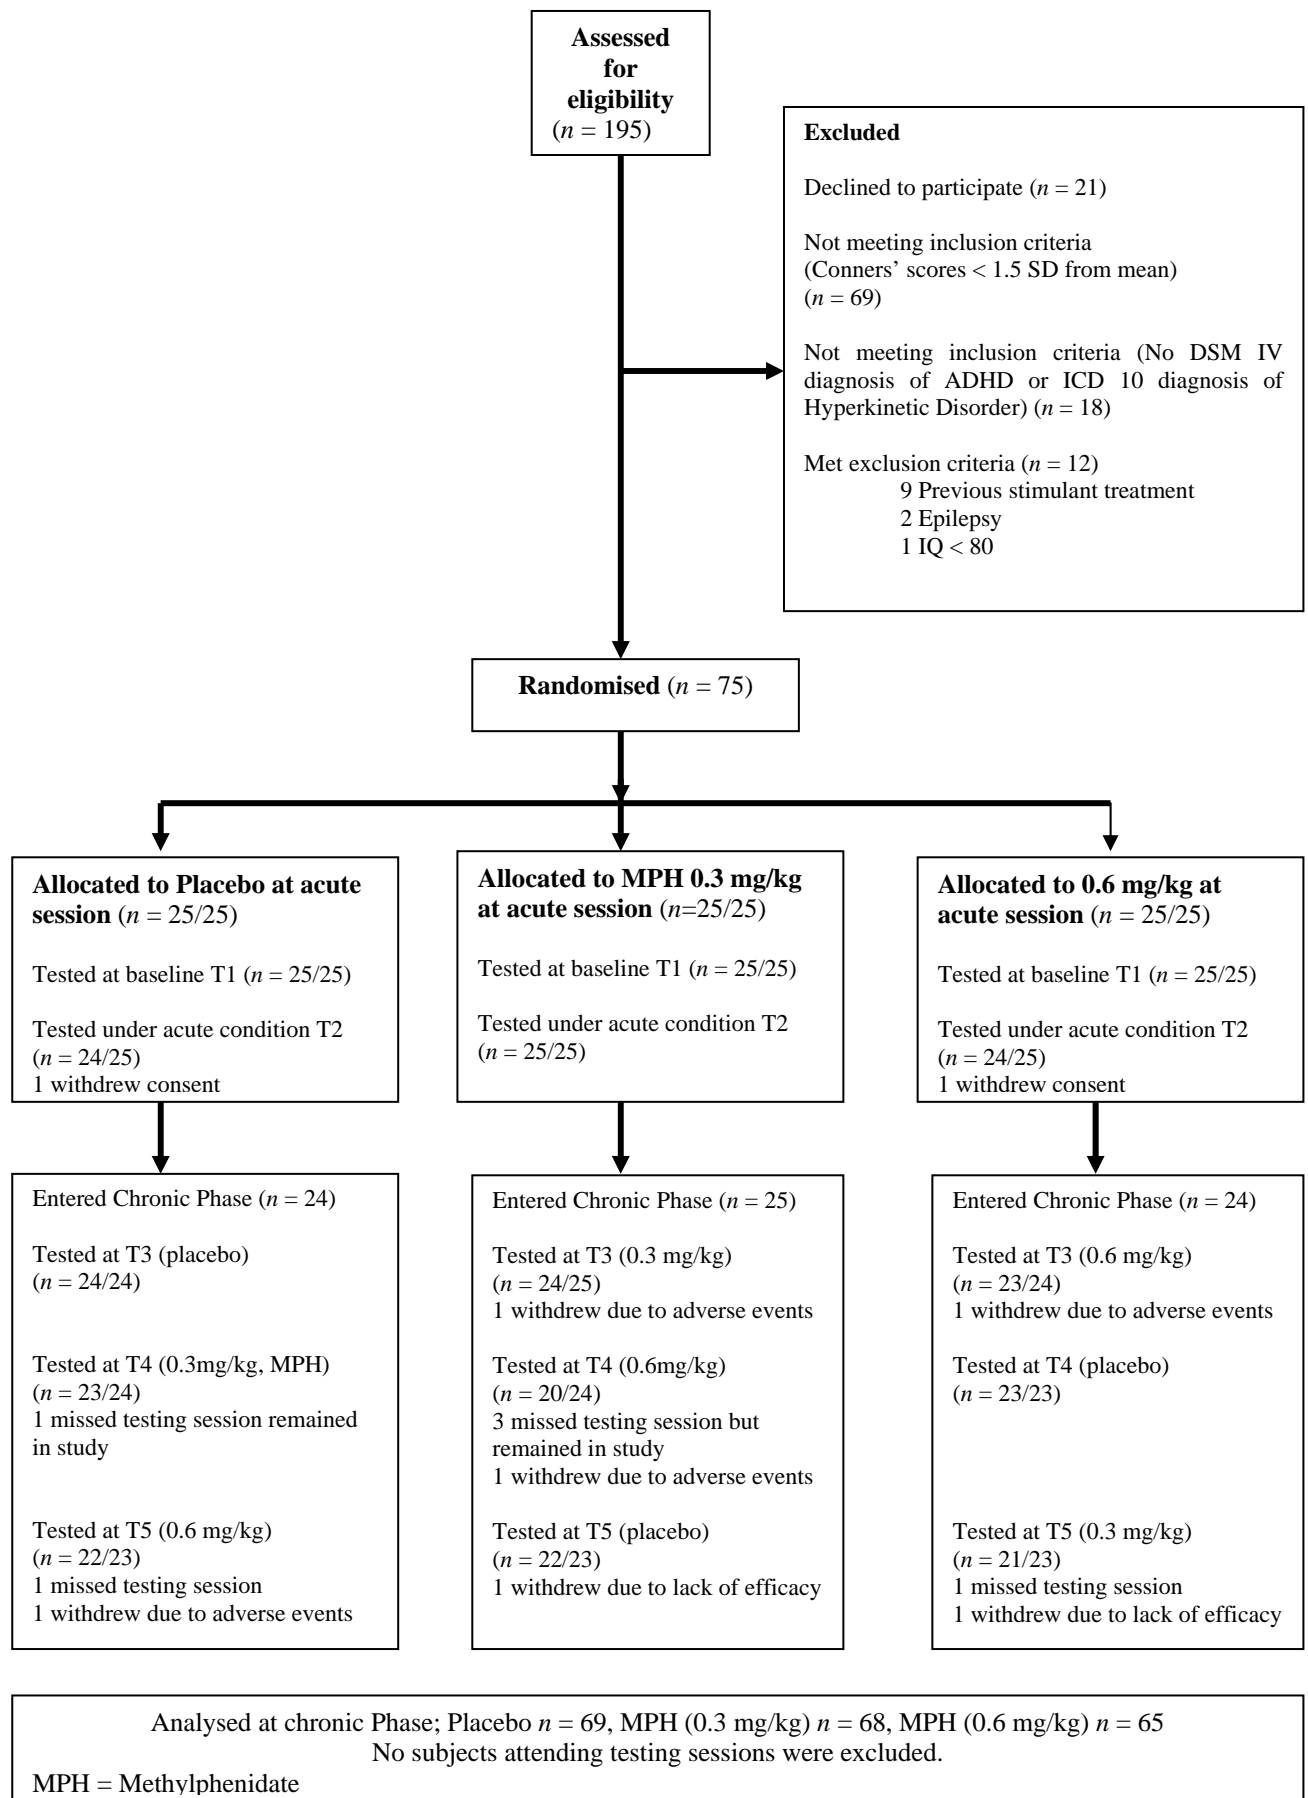 Assessed
for
eligibility
(n = 195)
Excluded
Declined to participate (n = 21)
Not meeting inclusion criteria
(Conners’ scores < 1.5 SD from mean)
(n = 69)
Not meeting inclusion criteria (No DSM IV
diagnosis of ADHD or ICD 10 diagnosis of
Hyperkinetic Disorder) (n = 18)
Met exclusion criteria (n = 12)
9 Previous stimulant treatment
2 Epilepsy
1 IQ < 80
Randomised (n = 75)
Allocated to Placebo at acute
session (n = 25/25)
Tested at baseline T1 (n = 25/25)
Tested under acute condition T2
(n = 24/25)
1 withdrew consent
Allocated to MPH 0.3 mg/kg
at acute session (n=25/25)
Tested at baseline T1 (n = 25/25)
Tested under acute condition T2
(n = 25/25)
Allocated to 0.6 mg/kg at
acute session (n = 25/25)
Tested at baseline T1 (n = 25/25)
Tested under acute condition T2
(n = 24/25)
1 withdrew consent
Entered Chronic Phase (n = 24)
Tested at T3 (placebo)
(n = 24/24)
Tested at T4 (0.3mg/kg, MPH)
(n = 23/24)
1 missed testing session remained
in study
Tested at T5 (0.6 mg/kg)
(n = 22/23)
1 missed testing session
1 withdrew due to adverse events
Entered Chronic Phase (n = 25)
Tested at T3 (0.3 mg/kg)
(n = 24/25)
1 withdrew due to adverse events
Tested at T4 (0.6mg/kg)
(n = 20/24)
3 missed testing session but
remained in study
1 withdrew due to adverse events
Tested at T5 (placebo)
(n = 22/23)
1 withdrew due to lack of efficacy
Entered Chronic Phase (n = 24)
Tested at T3 (0.6 mg/kg)
(n = 23/24)
1 withdrew due to adverse events
Tested at T4 (placebo)
(n = 23/23)
Tested at T5 (0.3 mg/kg)
(n = 21/23)
1 missed testing session
1 withdrew due to lack of efficacy
Analysed at chronic Phase; Placebo n = 69, MPH (0.3 mg/kg) n = 68, MPH (0.6 mg/kg) n = 65
No subjects attending testing sessions were excluded.
MPH = Methylphenidate